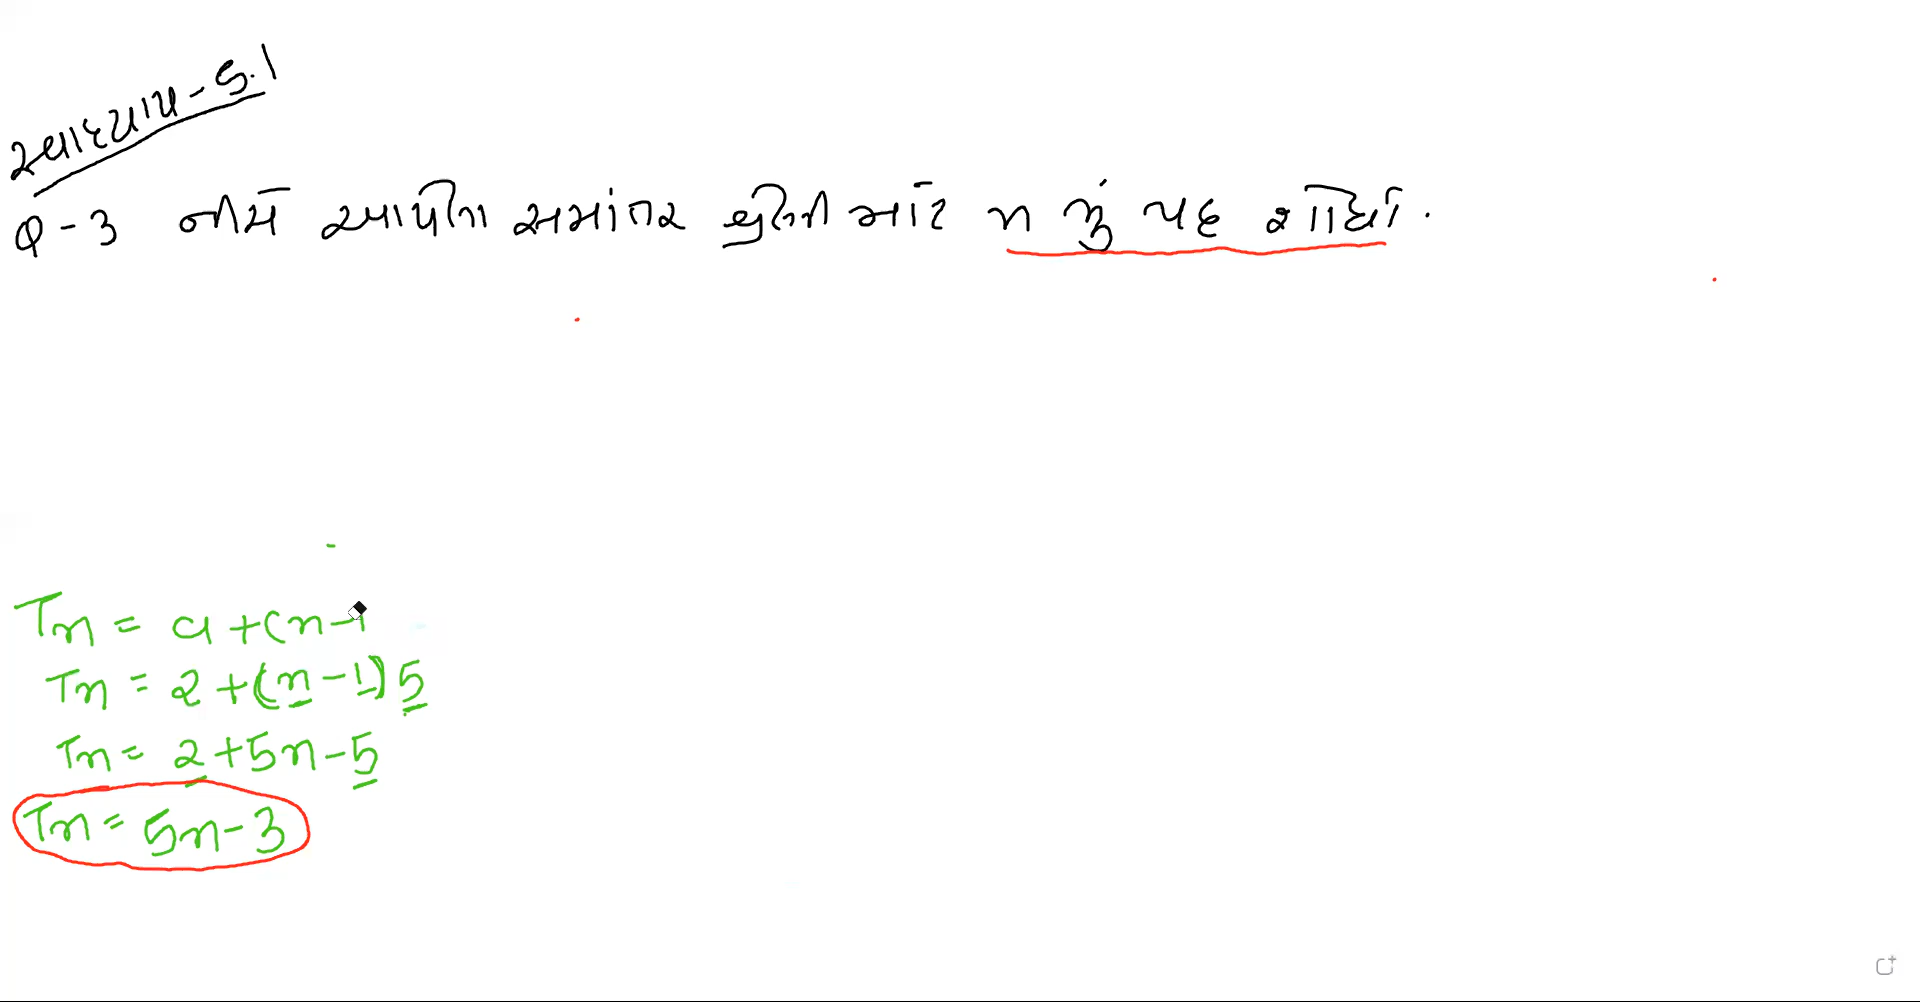 સ્વાધ્યાય-5.1
Q-3 નીચે આપેલા સમાંતર શ્રેણી માટે n મું પદ શોધો.
Tn = a+(n-1
Tn = 2+(n-1)5
Tn = 2+5n-5
Tn = 5n-3